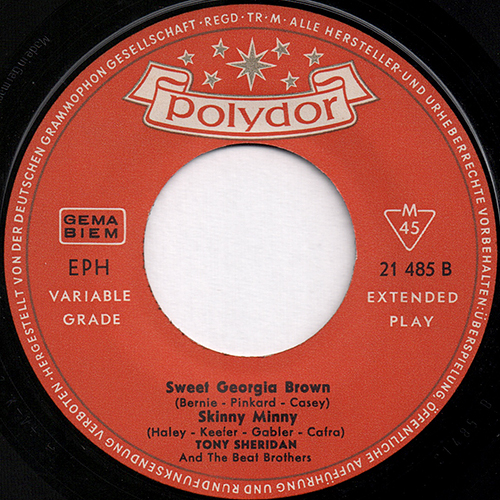 HERGESTELLT VON DER DEUTSCHEN GRAMMOPHON GESELLSCHAFT · REGD · TR · M · ALLE HERSTELLER- UND URHEBERRECHTE VORBEHALTEN · ÜBERSPIEL
ÖFFENTLICHE AUFFÜHRUNG UND RUNDFUNKSENDUNG VERBOTEN ·
polydor
GEMA
BIEM
M
45
EPH
21 485 B
VARIABLE
GRADE
EXTENDED
PLAY
Sweet Georgia Brown
(Bernie - Pinkard - Casey)
Skinny Minny
(Haley - Keefer - Gabler - Cafra)
TONY SHERIDAN
And The Beat Brothers